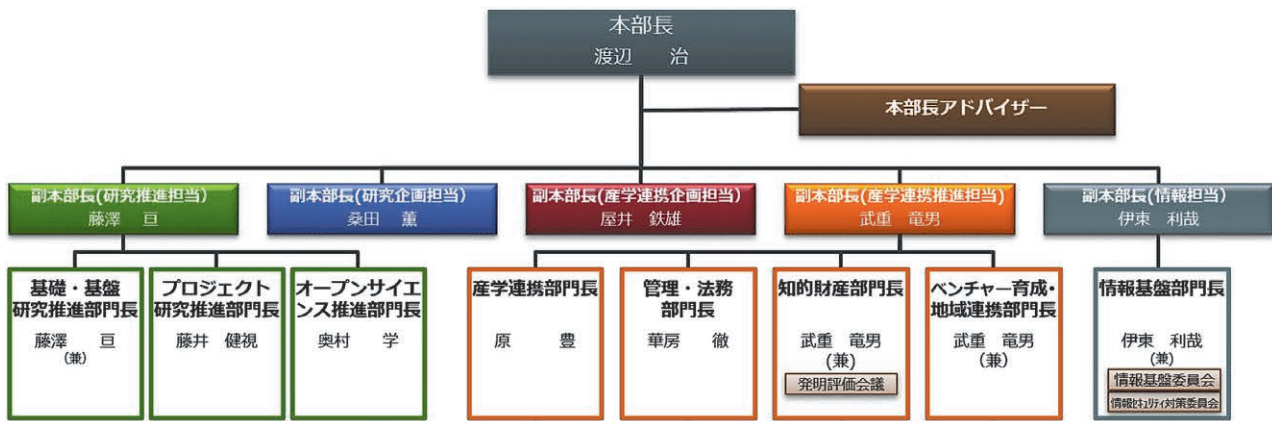 本部長
渡辺　治
本部長アドバイザー
副本部長(研究推進担当)
藤澤　亘
副本部長(研究企画担当)
桑田　薫
副本部長(産学連携企画担当)
屋井　鉄雄
副本部長(産学連携推進担当)
武重　竜男
副本部長(情報担当)
伊東　利哉
基礎・基盤
研究推進部門長
藤澤　亘
(兼)
プロジェクト
研究推進部門長
藤井　健視
オープンサイエ
ンス推進部門長
奥村　学
産学連携部門長
原　豊
管理・法務
部門長
華房　徹
知的財産部門長
武重　竜男
(兼)
発明評価会議
ベンチャー育成・
地域連携部門長
武重　竜男
(兼)
情報基盤部門長
伊東　利哉
(兼)
情報基盤委員会
情報ｾｷｭﾘﾃｨ対策委員会